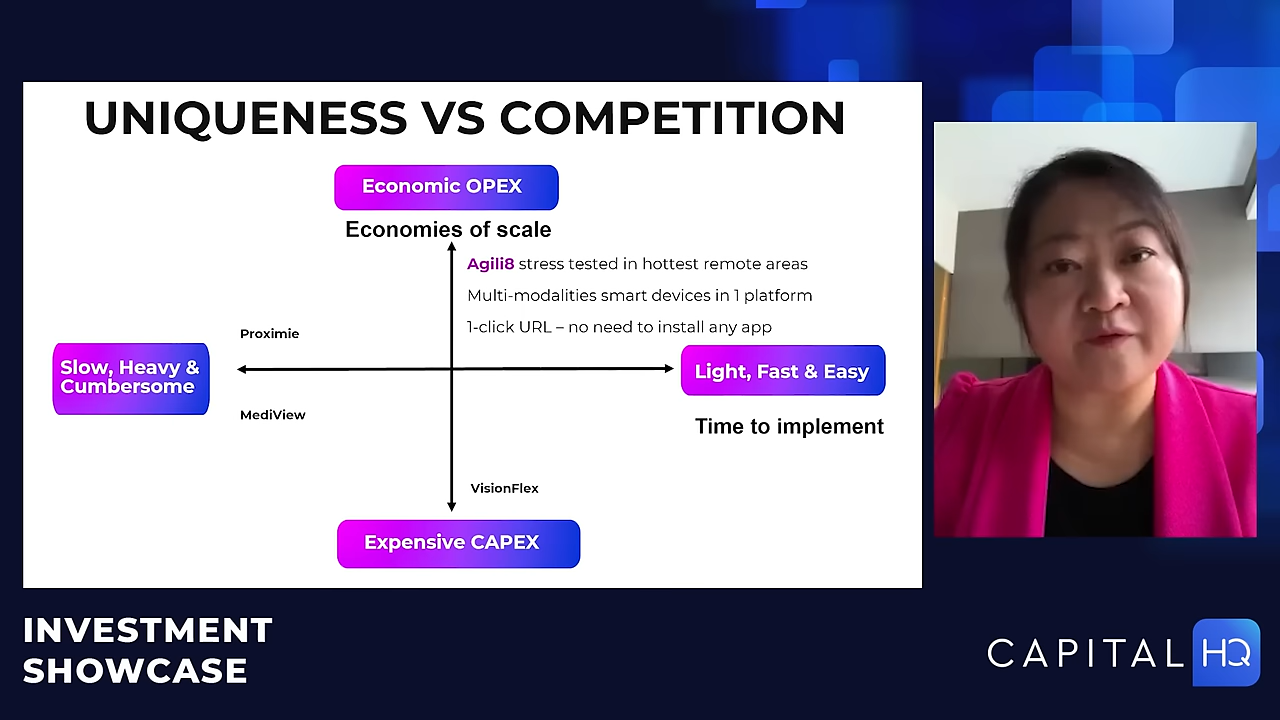 UNIQUENESS VS COMPETITION
Economic OPEX
Economies of scale
Agili8 stress tested in hottest remote areas
Multi-modalities smart devices in 1 platform
1-click URL – no need to install any app
Proximie
Slow, Heavy &
Cumbersome
Light, Fast & Easy
MediView
Time to implement
VisionFlex
Expensive CAPEX
INVESTMENT
SHOWCASE
CAPITAL HQ